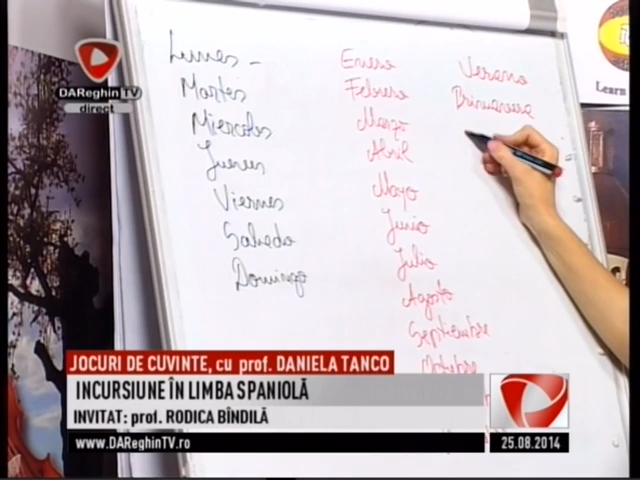 DAReghin TV
direct
Lunes -
Martes
Miercoles
Jueves
Viernes
Sabado
Domingo
Enero
Febrero
Marzo
Abril
Mayo
Junio
Julio
Agosto
Septiembre
Verano
Primavera
Learn
JOCURI DE CUVINTE, cu prof. DANIELA TANCO
INCURSIUNE ÎN LIMBA SPANIOLĂ
INVITAT: prof. RODICA BÎNDILĂ
www.DAReghinTV.ro
25.08.2014